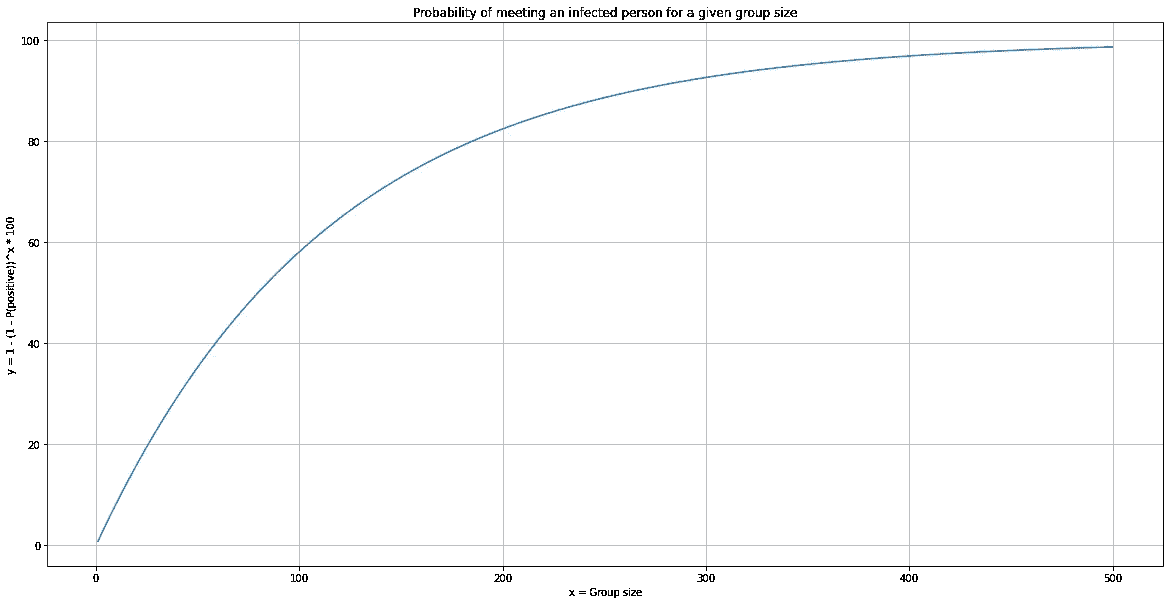 Probability of meeting an infected person for a given group size
100
80
60
40
20
0
y = 1 - (1 - P(positive))^x * 100
0 100 200 300 400 500
x = Group size